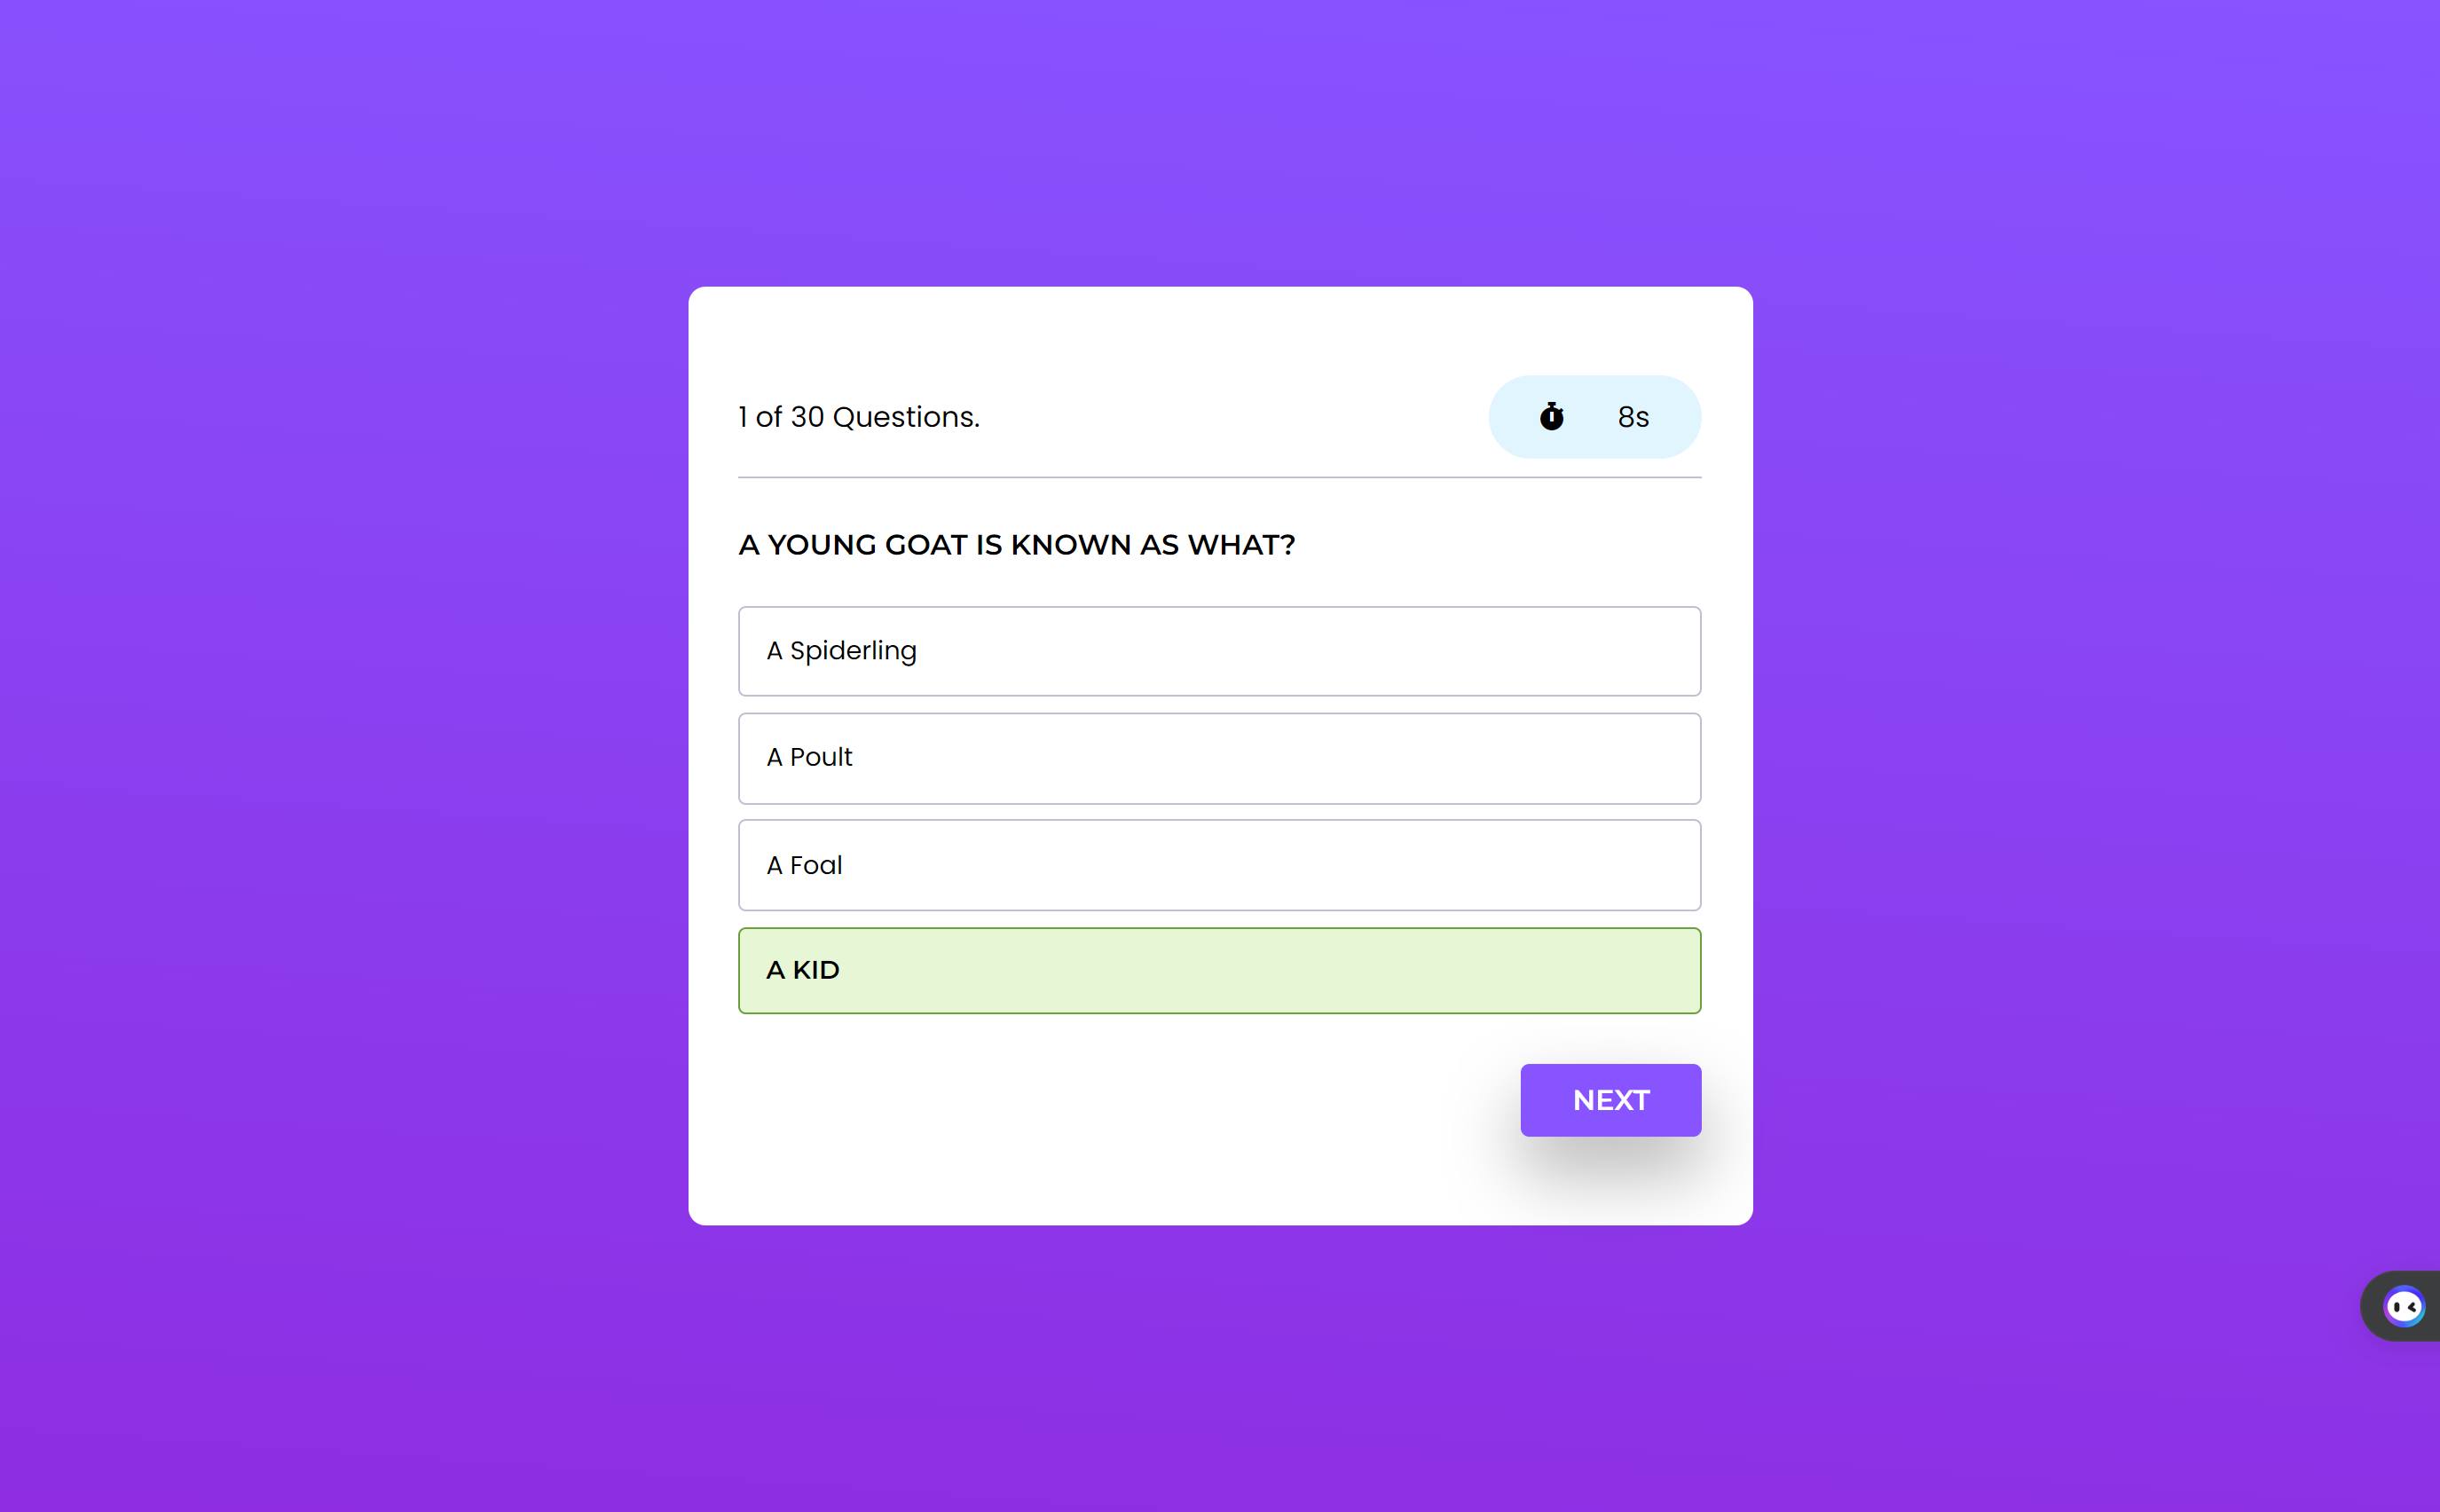 1 of 30 Questions.
8s
A YOUNG GOAT IS KNOWN AS WHAT?
A Spiderling
A Poult
A Foal
A KID
NEXT